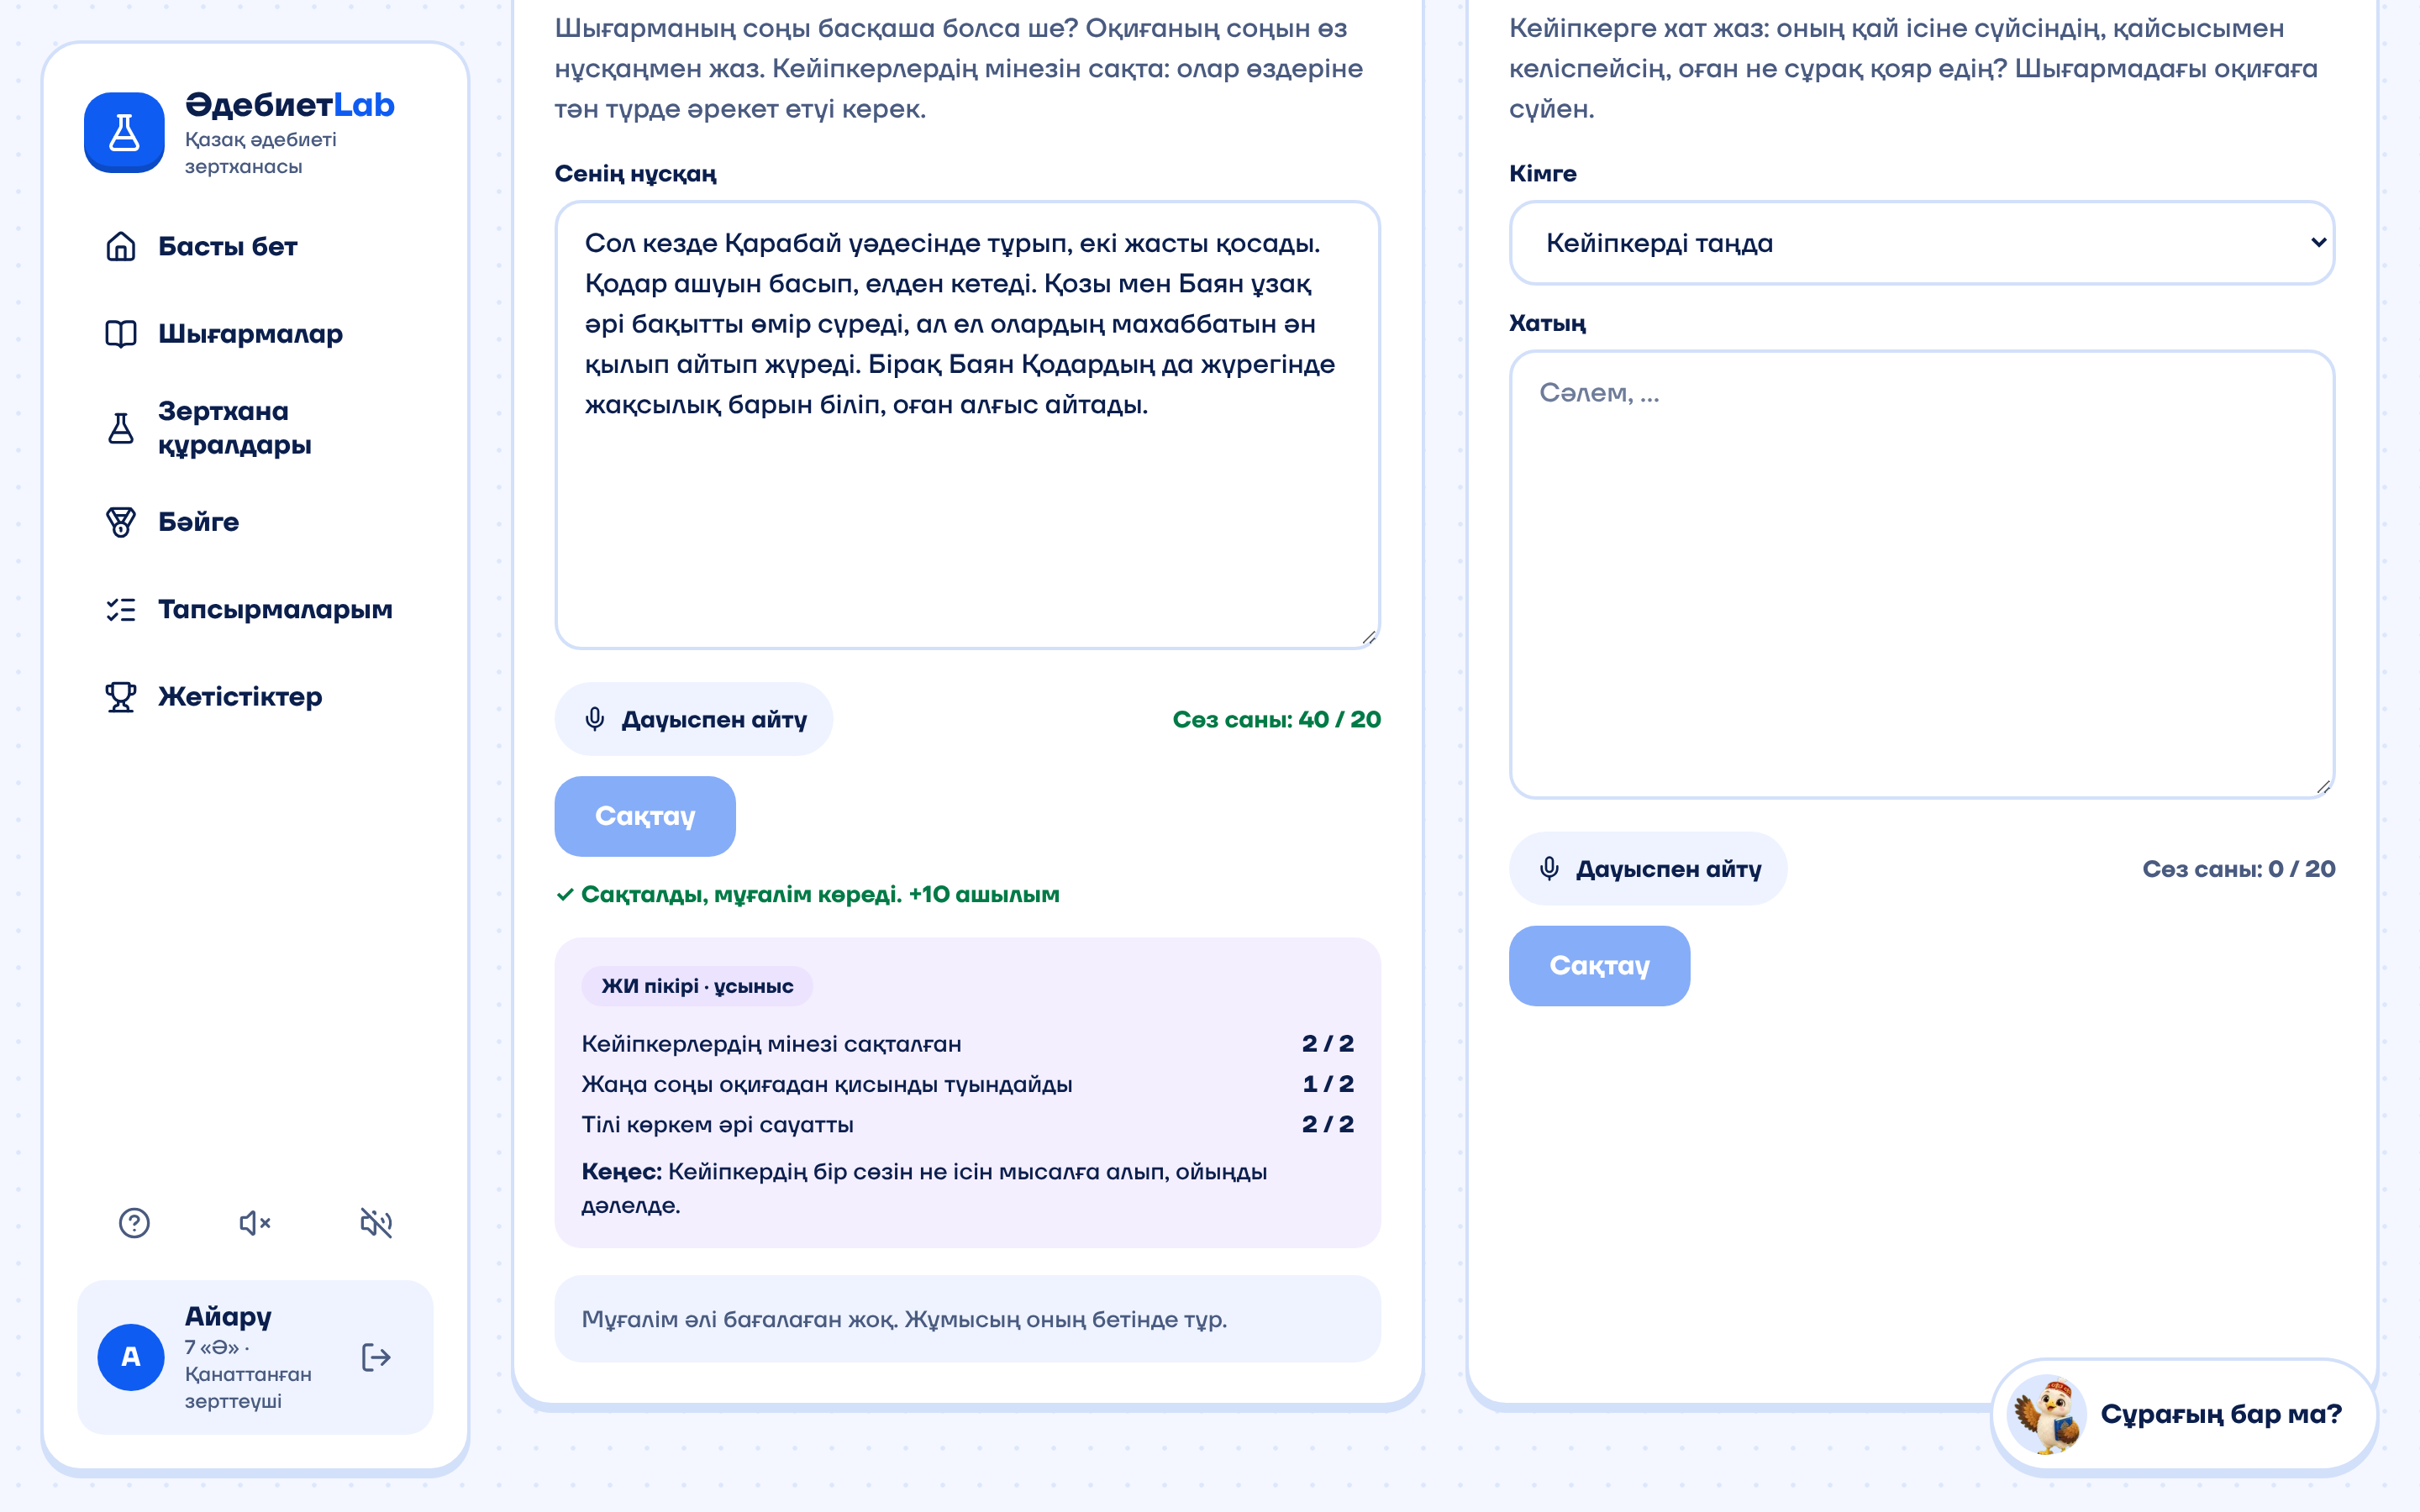 ӘдебиетLab
Қазақ әдебиеті
зертханасы
Басты бет
Шығармалар
Зертхана
құралдары
Бәйге
Тапсырмаларым
Жетістіктер
Айару
7 «Ә» ·
Қанаттанған
зерттеуші
А
Шығарманың соңы басқаша болса ше? Оқиғаның соңын өз
нұсқаңмен жаз. Кейіпкерлердің мінезін сақта: олар өздеріне
тән түрде әрекет етуі керек.
Сенің нұсқаң
Сол кезде Қарабай уәдесінде тұрып, екі жасты қосады.
Қодар ашуын басып, елден кетеді. Қозы мен Баян ұзақ
әрі бақытты өмір сүреді, ал ел олардың махаббатын ән
қылып айтып жүреді. Бірақ Баян Қодардың да жүрегінде
жақсылық барын біліп, оған алғыс айтады.
Дауыспен айту
Сөз саны: 40 / 20
Сақтау
✓ Сақталды, мұғалім көреді. +10 ашылым
ЖИ пікірі · ұсыныс
Кейіпкерлердің мінезі сақталған 2 / 2
Жаңа соңы оқиғадан қисынды туындайды 1 / 2
Тілі көркем әрі сауатты 2 / 2
Кеңес: Кейіпкердің бір сөзін не ісін мысалға алып, ойыңды
дәлелде.
Мұғалім әлі бағалаған жоқ. Жұмысың оның бетінде тұр.
Кейіпкерге хат жаз: оның қай ісіне сүйсіндің, қайсысымен
келіспейсің, оған не сұрақ қояр едің? Шығармадағы оқиғаға
сүйен.
Кімге
Кейіпкерді таңда
Хатың
Сәлем, ...
Дауыспен айту
Сөз саны: 0 / 20
Сақтау
Сұрағың бар ма?